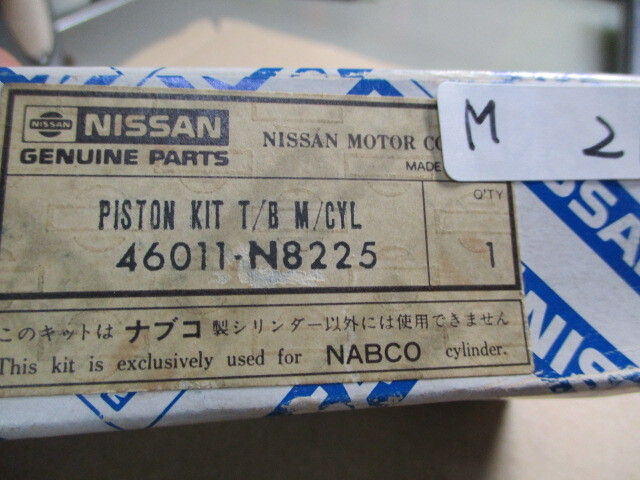 M 2
NISSAN NISSAN
GENUINE PARTS
NISSAN MOTOR CO
MADE
PISTON KIT T/B M/CYL
46011-N8225
Q'TY
1
このキットは ナブコ 製シリンダー以外には使用できません
This kit is exclusively used for NABCO cylinder.
NISSAN